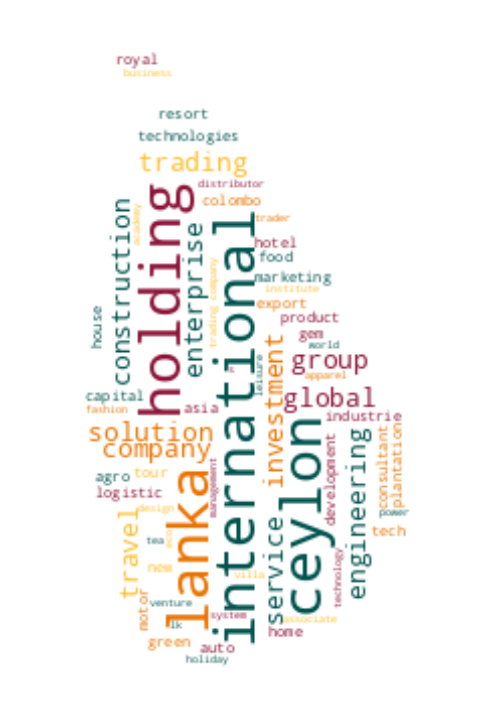 royal
business
resort
technologies
trading
distributor
holding
colombo
construction
academy
trader
international
enterprise
hotel
food
trading company
marketing
institute
export
house
product
gem
world
investment
group
leisure
apparel
capital
global
fashion
asia
industrie
ceylon
solution
company
consultant
plantation
engineering
development
management
agro
tour
lanka
logistic
travel
design
power
service
tech
tea
eco
new
villa
technology
motor
venture
system
lk
associate
home
green
auto
holiday